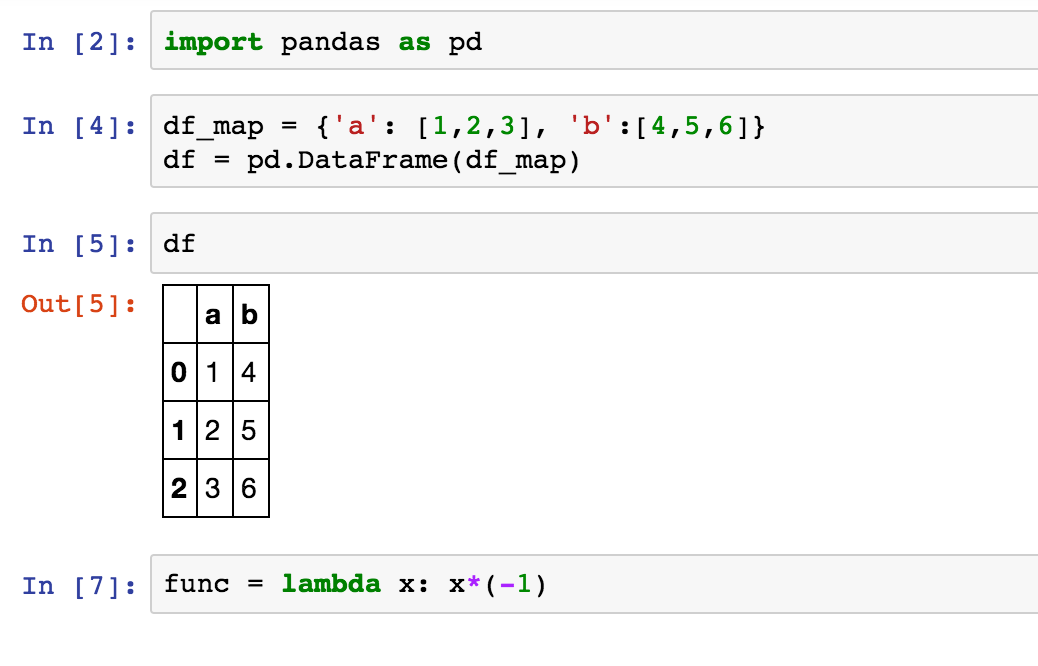 In [2]: import pandas as pd
In [4]: df_map = {'a': [1,2,3], 'b':[4,5,6]}
df = pd.DataFrame(df_map)
In [5]: df
Out[5]:
a b
0 1 4
1 2 5
2 3 6
In [7]: func = lambda x: x*(-1)